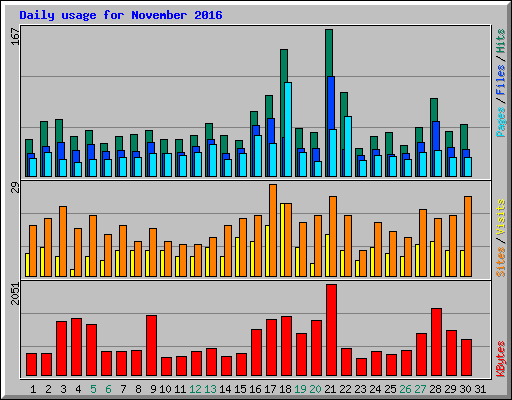 Daily usage for November 2016
167
Pages / Files / Hits
29
Sites / Visits
2051
KBytes
1 2 3 4 5 6 7 8 9 10 11 12 13 14 15 16 17 18 19 20 21 22 23 24 25 26 27 28 29 30 31